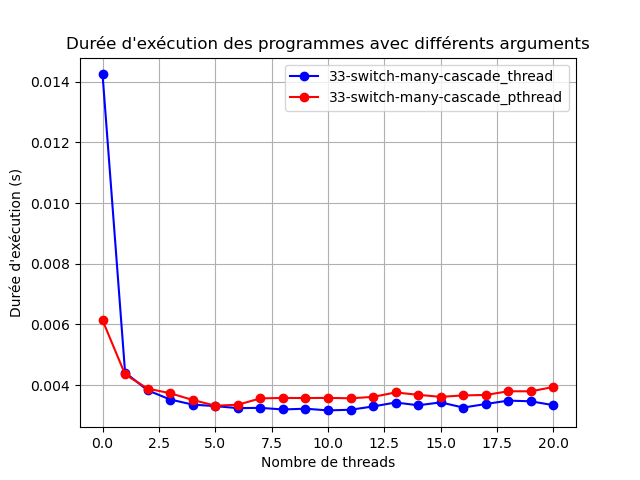 Durée d'exécution des programmes avec différents arguments
33-switch-many-cascade_thread
33-switch-many-cascade_pthread
Durée d'exécution (s)
0.014
0.012
0.010
0.008
0.006
0.004
0.0 2.5 5.0 7.5 10.0 12.5 15.0 17.5 20.0
Nombre de threads